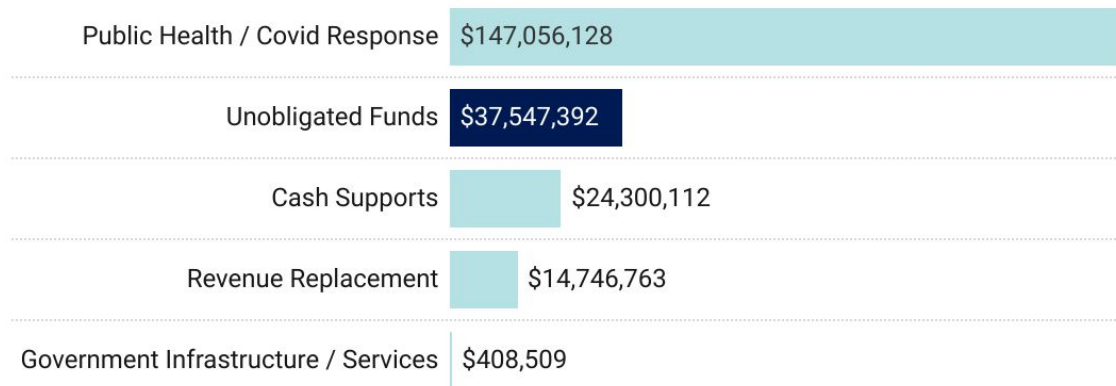 Public Health / Covid Response $147,056,128
Unobligated Funds $37,547,392
Cash Supports $24,300,112
Revenue Replacement $14,746,763
Government Infrastructure / Services $408,509